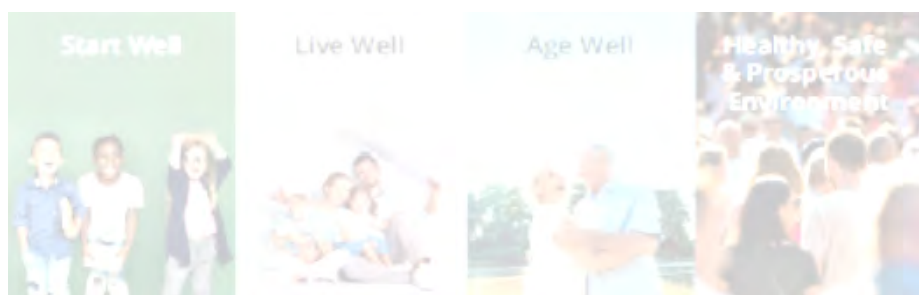 Start Well
Live Well
Age Well
Healthy, Safe
& Prosperous
Environment